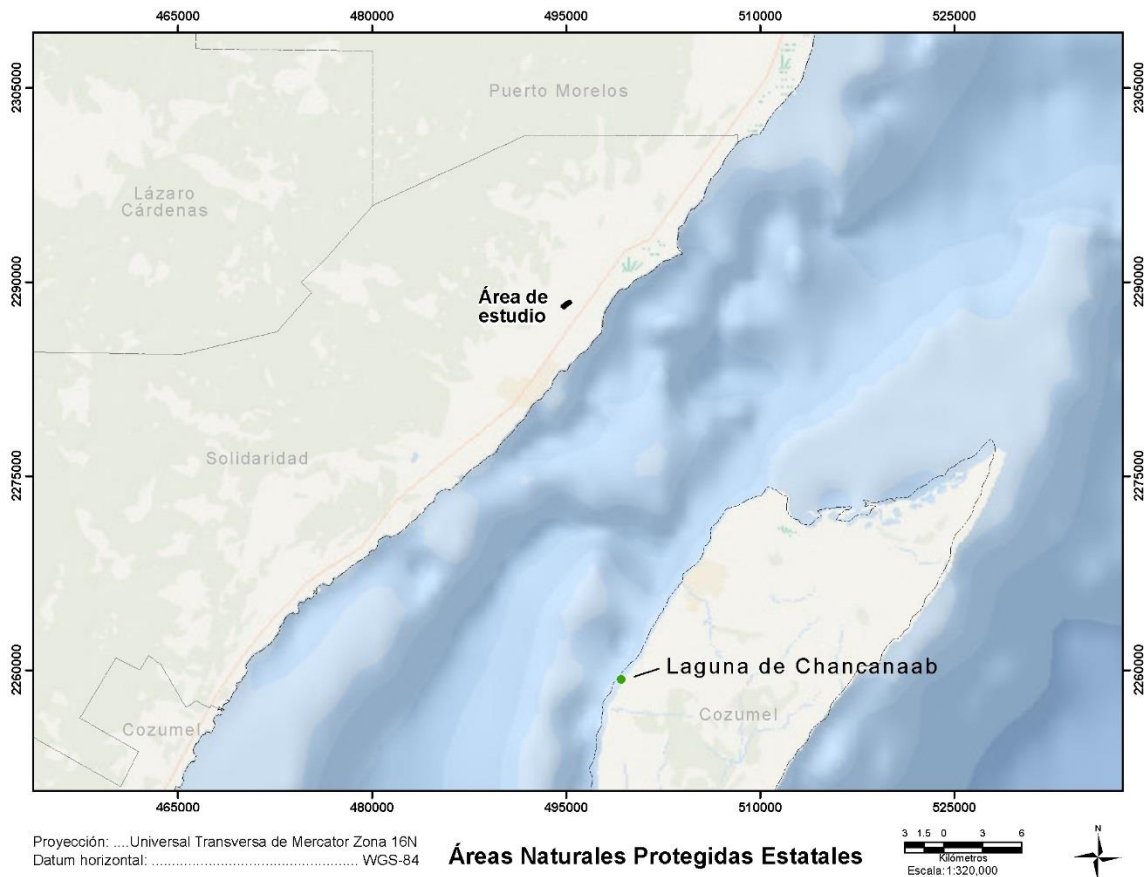 465000 480000 495000 510000 525000
2305000 2305000
Puerto Morelos
Lázaro
Cárdenas
2290000 2290000
Área de
estudio
Solidaridad
2275000 2275000
2260000 2260000
Laguna de Chancanaab
Cozumel
Cozumel
465000 480000 495000 510000 525000
Proyección: ....Universal Transversa de Mercator Zona 16N
Datum horizontal: ........................................ WGS-84
Áreas Naturales Protegidas Estatales
3 1.5 0 3 6
Kilómetros
Escala:1:320,000
N